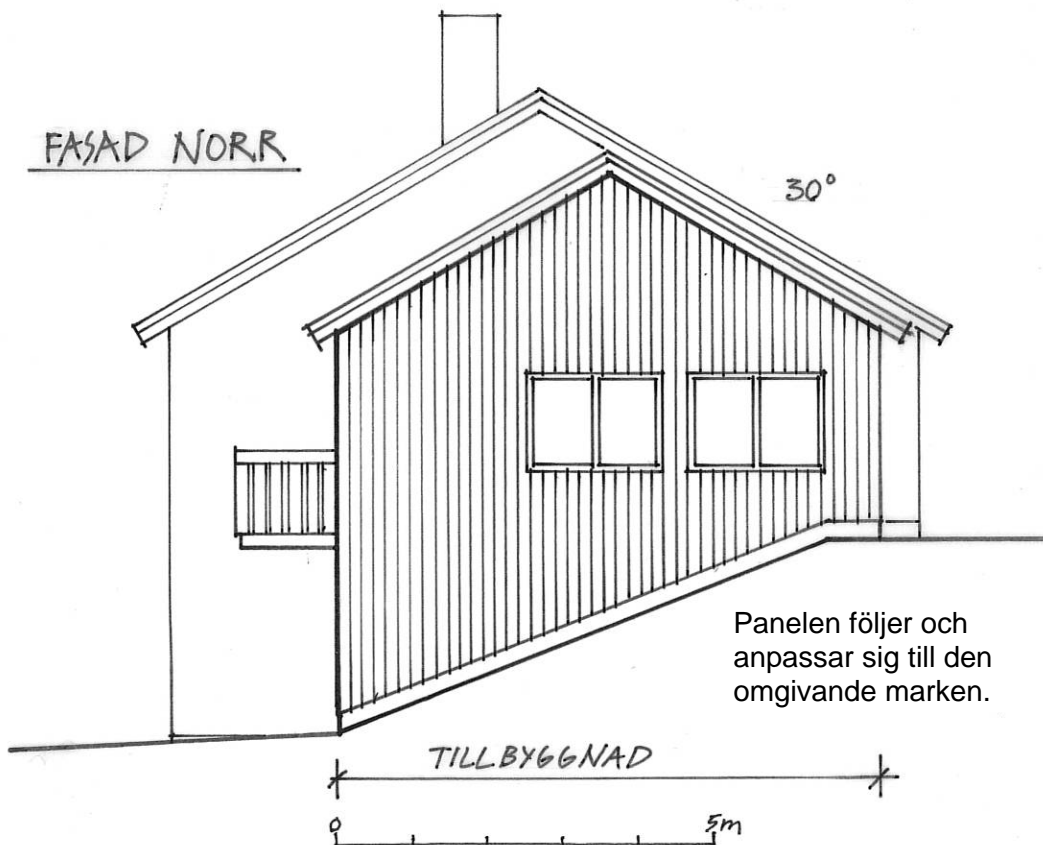 FASAD NORR
30°
Panelen följer och
anpassar sig till den
omgivande marken.
TILLBYGGNAD
0 5m